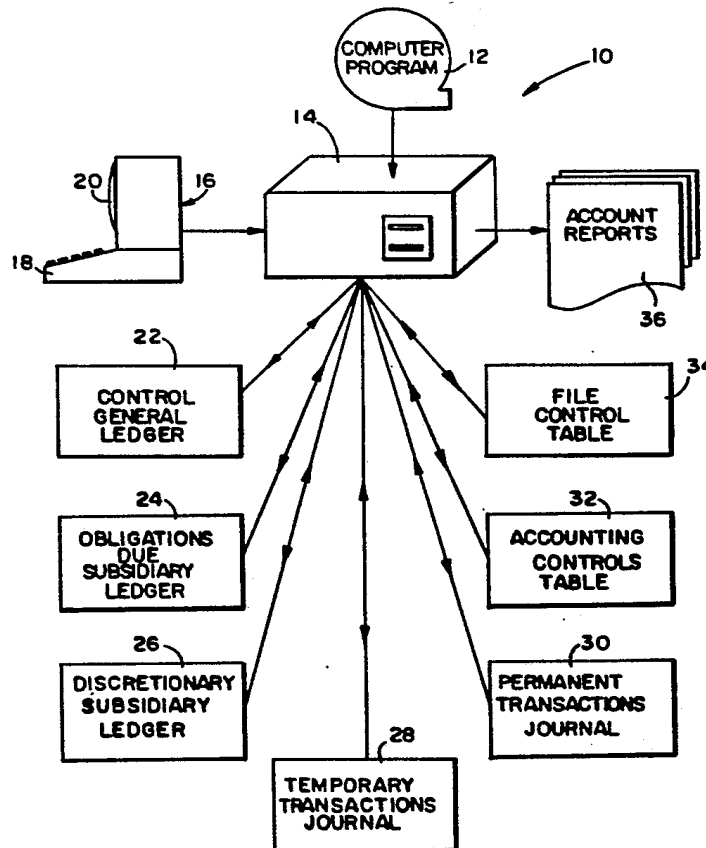 COMPUTER
PROGRAM
12
10
14
20
16
18
ACCOUNT
REPORTS
36
22
CONTROL
GENERAL
LEDGER
34
FILE
CONTROL
TABLE
24
OBLIGATIONS
DUE
SUBSIDIARY
LEDGER
32
ACCOUNTING
CONTROLS
TABLE
26
DISCRETIONARY
SUBSIDIARY
LEDGER
30
PERMANENT
TRANSACTIONS
JOURNAL
28
TEMPORARY
TRANSACTIONS
JOURNAL